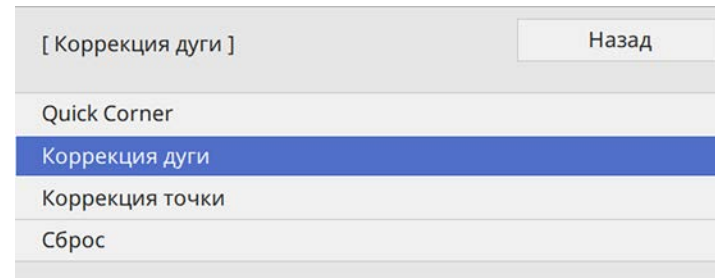 [ Коррекция дуги ]
Назад
Quick Corner
Коррекция дуги
Коррекция точки
Сброс